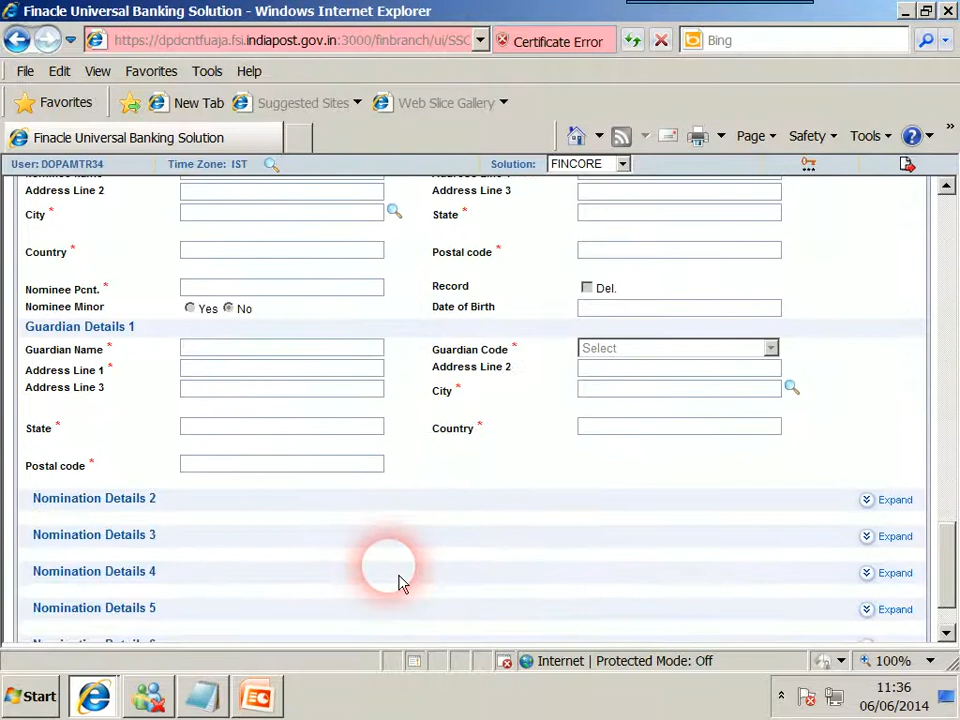 Finacle Universal Banking Solution - Windows Internet Explorer
https://dpdcntfuaja.fsi.indiapost.gov.in:3000/finbranch/ui/SSC Certificate Error Bing
File Edit View Favorites Tools Help
Favorites New Tab Suggested Sites Web Slice Gallery
Finacle Universal Banking Solution Page Safety Tools
User: DOPAMTR34 Time Zone: IST Solution: FINCORE
Address Line 2 Address Line 3
City * State *
Country * Postal code *
Nominee Pcnt. * Record Del.
Nominee Minor Yes No Date of Birth
Guardian Details 1
Guardian Name * Guardian Code * Select
Address Line 1 * Address Line 2
Address Line 3 City *
State * Country *
Postal code *
Nomination Details 2 Expand
Nomination Details 3 Expand
Nomination Details 4 Expand
Nomination Details 5 Expand
Internet | Protected Mode: Off 100%
Start 11:36
06/06/2014